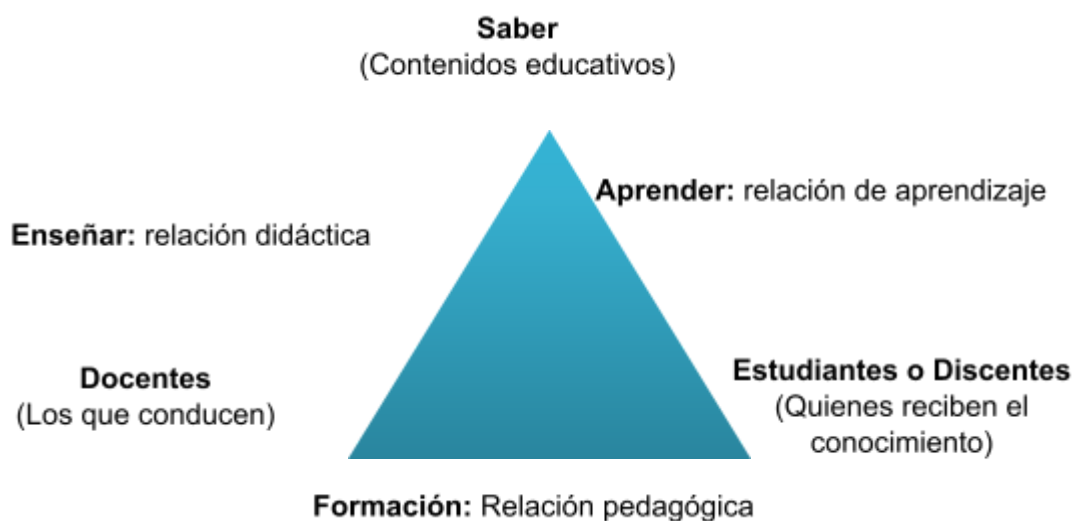 Saber
(Contenidos educativos)
Aprender: relación de aprendizaje
Enseñar: relación didáctica
Docentes
(Los que conducen)
Estudiantes o Discentes
(Quienes reciben el
conocimiento)
Formación: Relación pedagógica